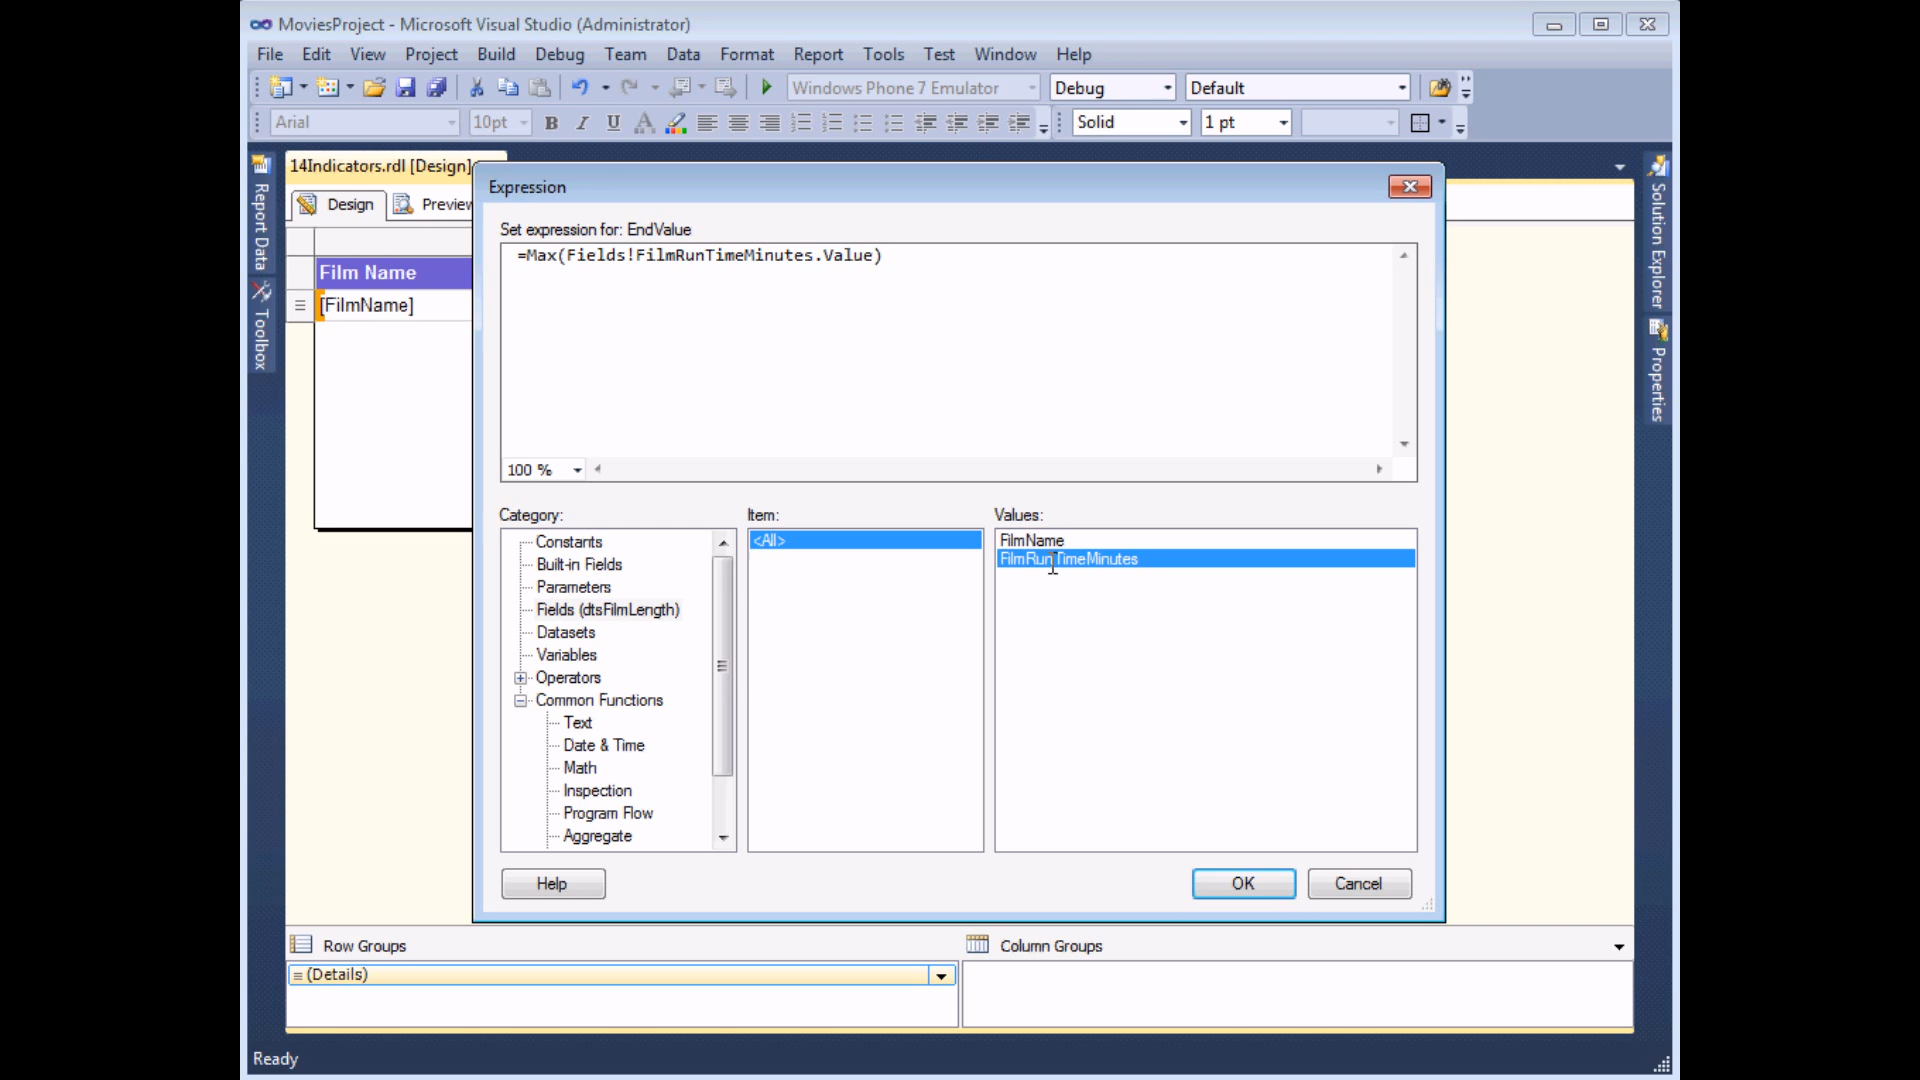 MoviesProject - Microsoft Visual Studio (Administrator)
File Edit View Project Build Debug Team Data Format Report Tools Test Window Help
Windows Phone 7 Emulator Debug Default
Arial 10pt B I U A Solid 1 pt
14Indicators.rdl [Design]
Design Preview
Report Data
Toolbox
Solution Explorer
Properties
Film Name
[FilmName]
Expression
Set expression for: EndValue
=Max(Fields!FilmRunTimeMinutes.Value)
100 %
Category: Item: Values:
Constants
Built-in Fields
Parameters
Fields (dtsFilmLength)
Datasets
Variables
Operators
Common Functions
Text
Date & Time
Math
Inspection
Program Flow
Aggregate
<All>
FilmName
FilmRunTimeMinutes
Help OK Cancel
Row Groups Column Groups
(Details)
Ready